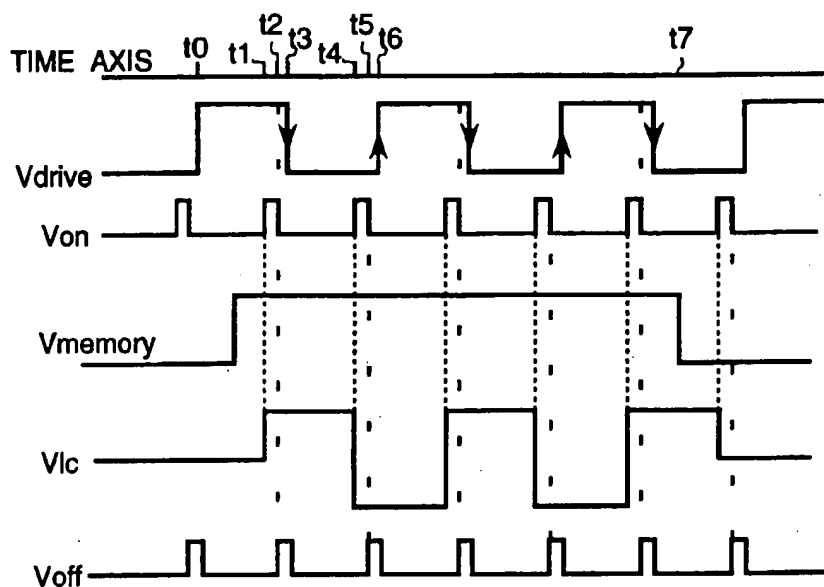 t0 t1 t2 t3 t4 t5 t6 t7
TIME AXIS
Vdrive
Von
Vmemory
Vlc
Voff